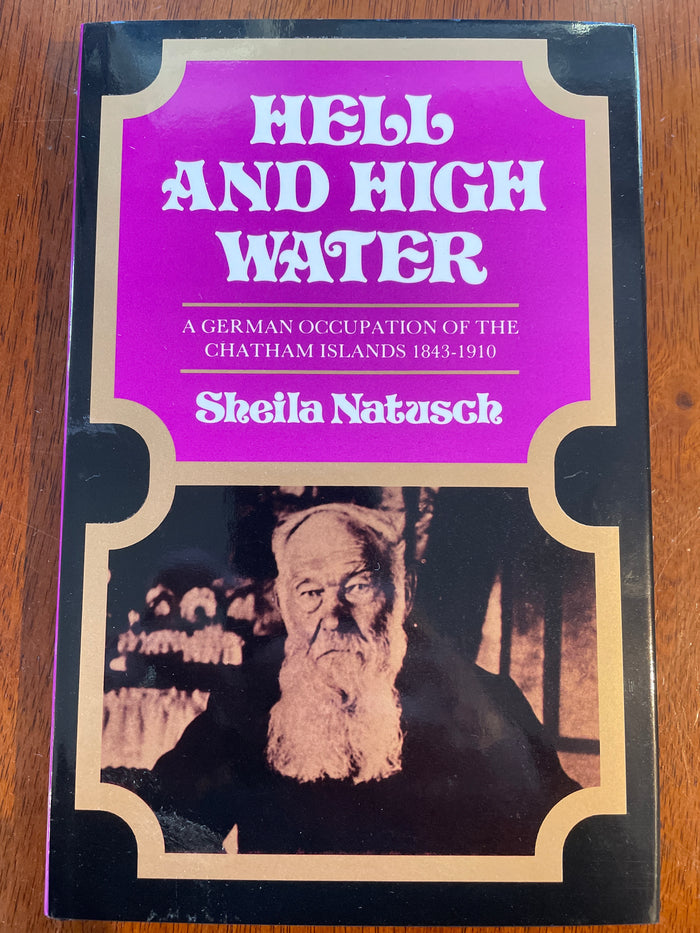 HELL
AND HIGH
WATER
A GERMAN OCCUPATION OF THE
CHATHAM ISLANDS 1843-1910
Sheila Natusch